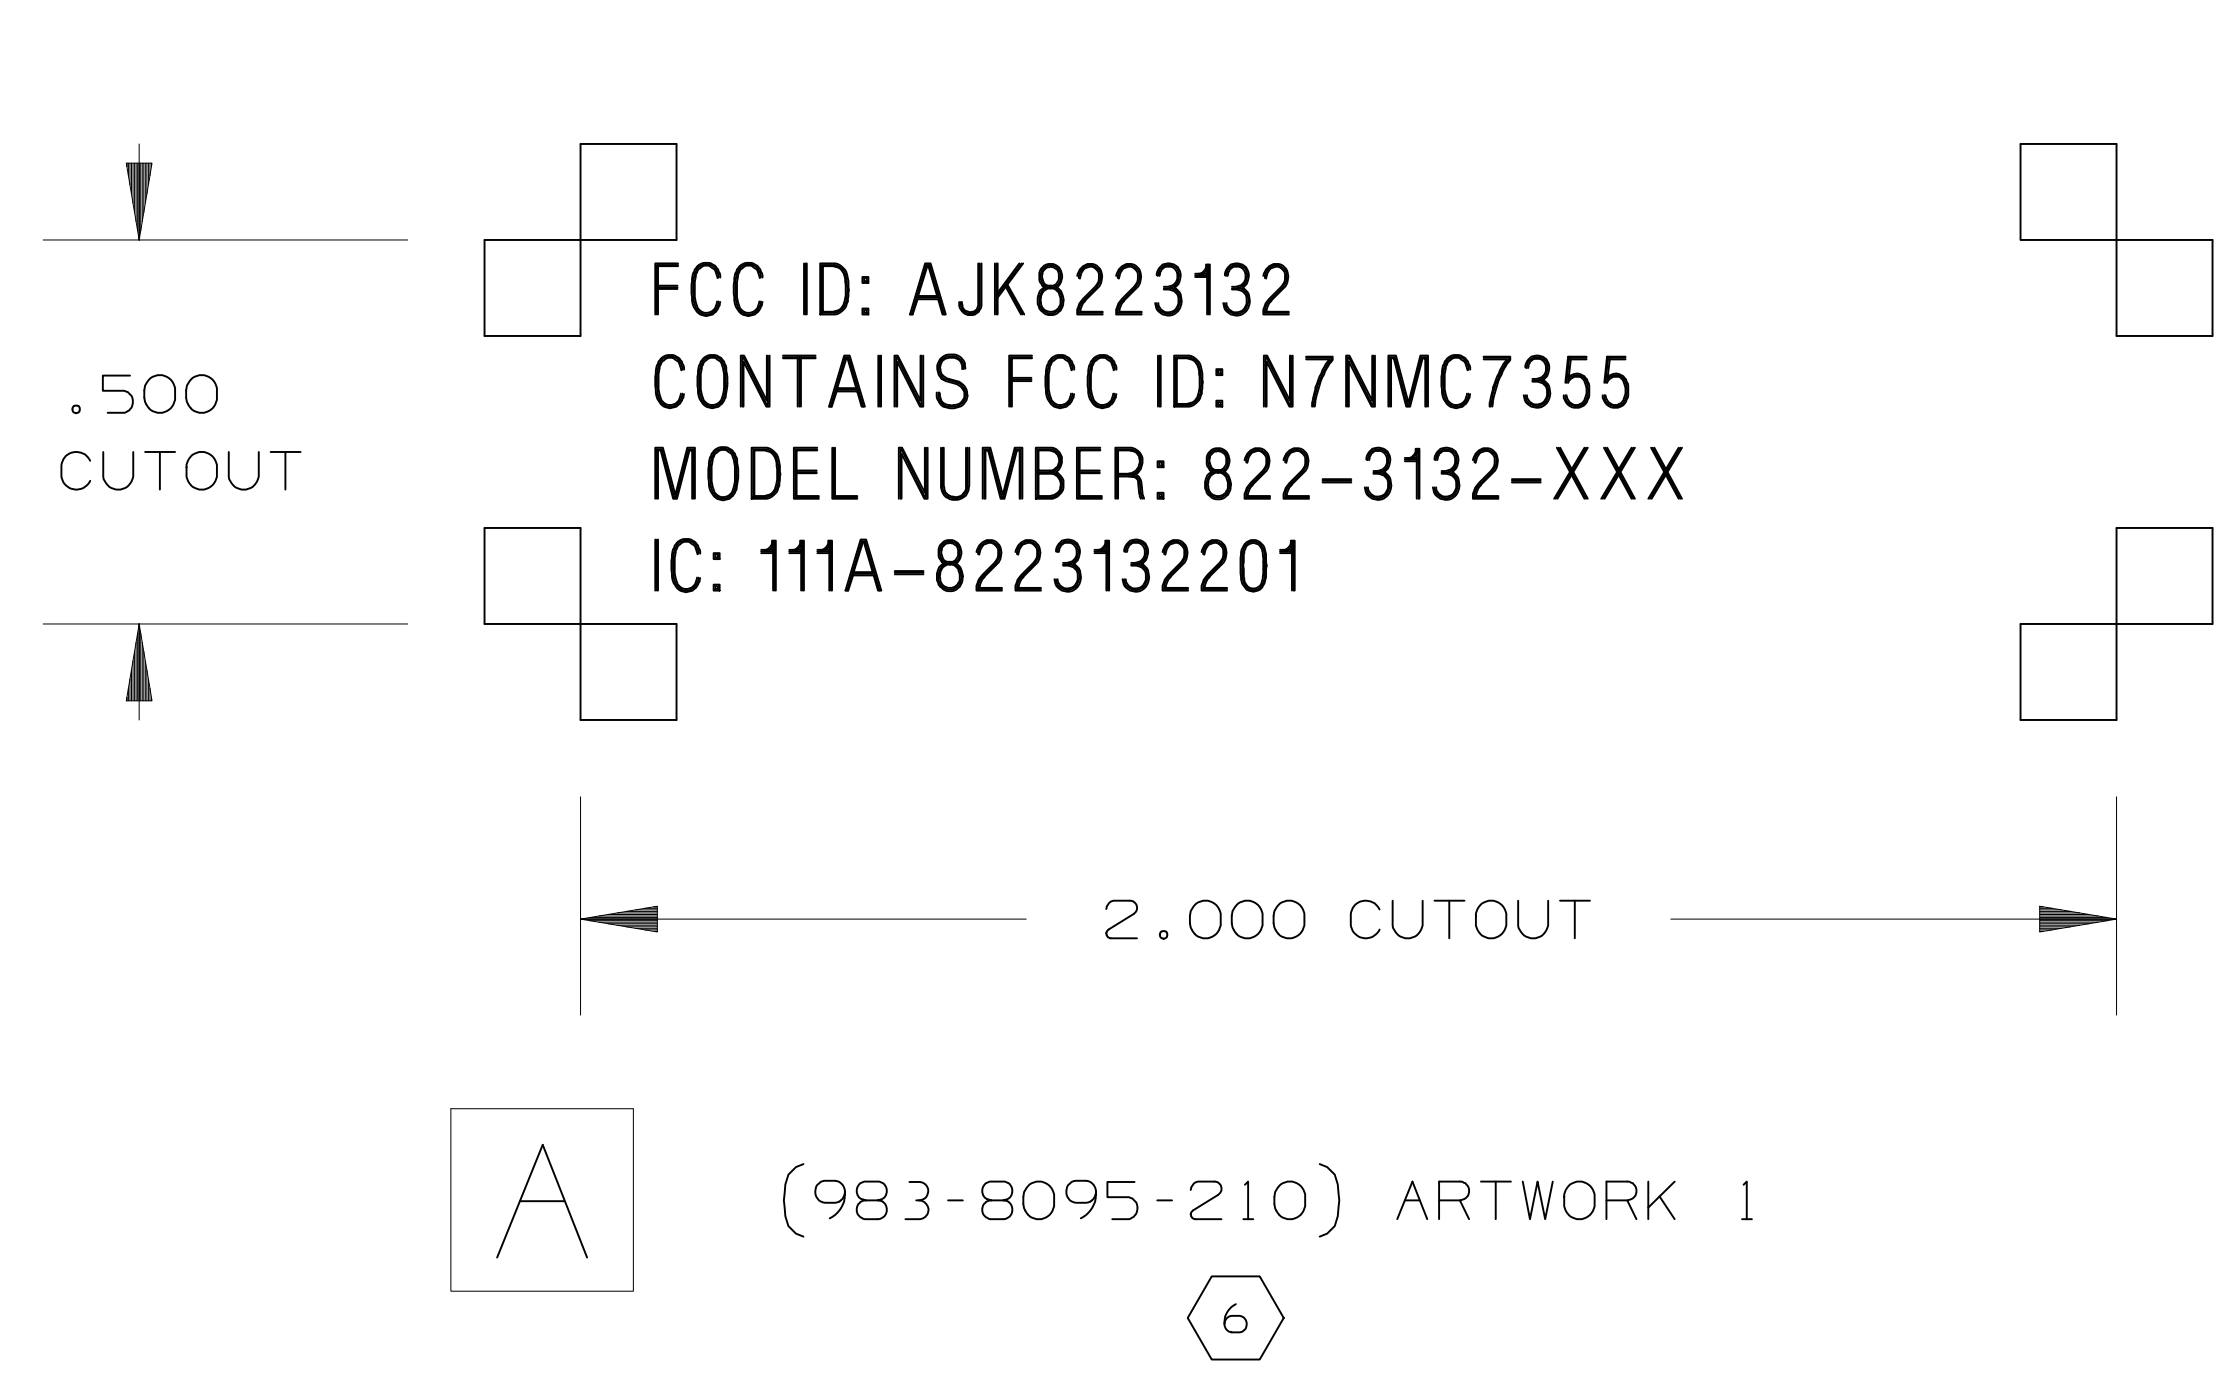 FCC ID: AJK8223132
CONTAINS FCC ID: N7NMC7355
MODEL NUMBER: 822-3132-XXX
IC: 111A-8223132201
.500
CUTOUT
2.000 CUTOUT
A
(983-8095-210) ARTWORK 1
6